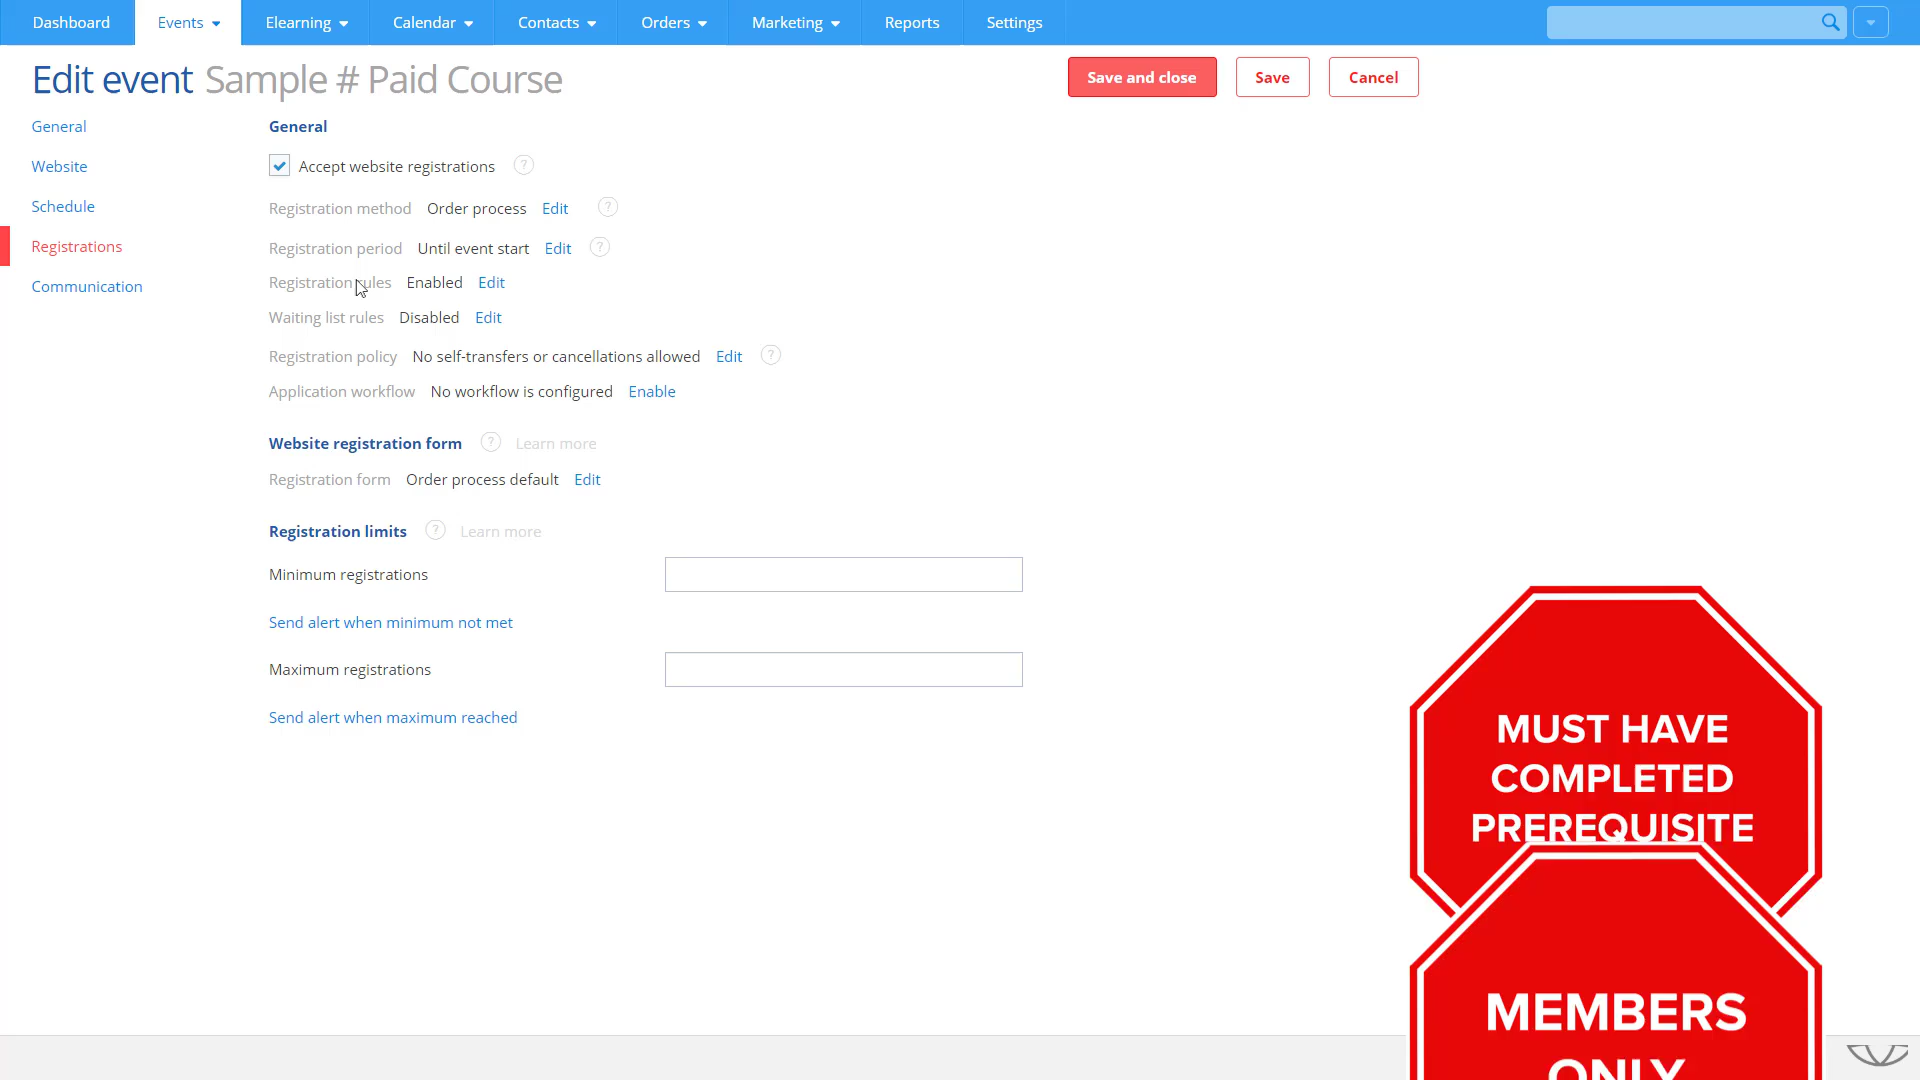 Dashboard Events Elearning Calendar Contacts Orders Marketing Reports Settings
Edit event Sample # Paid Course
Save and close Save Cancel
General
Website
Schedule
Registrations
Communication
General
Accept website registrations ?
Registration method Order process Edit ?
Registration period Until event start Edit ?
Registration rules Enabled Edit
Waiting list rules Disabled Edit
Registration policy No self-transfers or cancellations allowed Edit ?
Application workflow No workflow is configured Enable
Website registration form ? Learn more
Registration form Order process default Edit
Registration limits ? Learn more
Minimum registrations
Send alert when minimum not met
Maximum registrations
Send alert when maximum reached
MUST HAVE
COMPLETED
PREREQUISITE
MEMBERS
ONLY